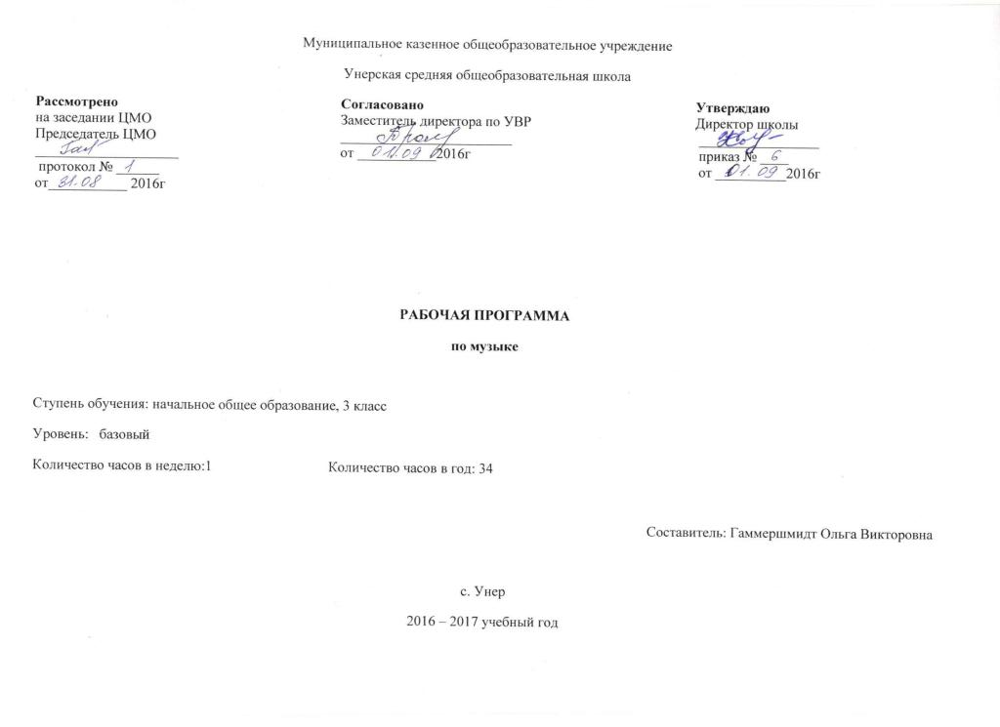 Муниципальное казенное общеобразовательное учреждение
Унерская средняя общеобразовательная школа
Рассмотрено
на заседании ЦМО
Председатель ЦМО
протокол № 1
от 31.08 2016г
Согласовано
Заместитель директора по УВР
от 01.09 2016г
Утверждаю
Директор школы
приказ № 6
от 01.09 2016г
РАБОЧАЯ ПРОГРАММА
по музыке
Ступень обучения: начальное общее образование, 3 класс
Уровень: базовый
Количество часов в неделю:1 Количество часов в год: 34
Составитель: Гаммершмидт Ольга Викторовна
с. Унер
2016 – 2017 учебный год